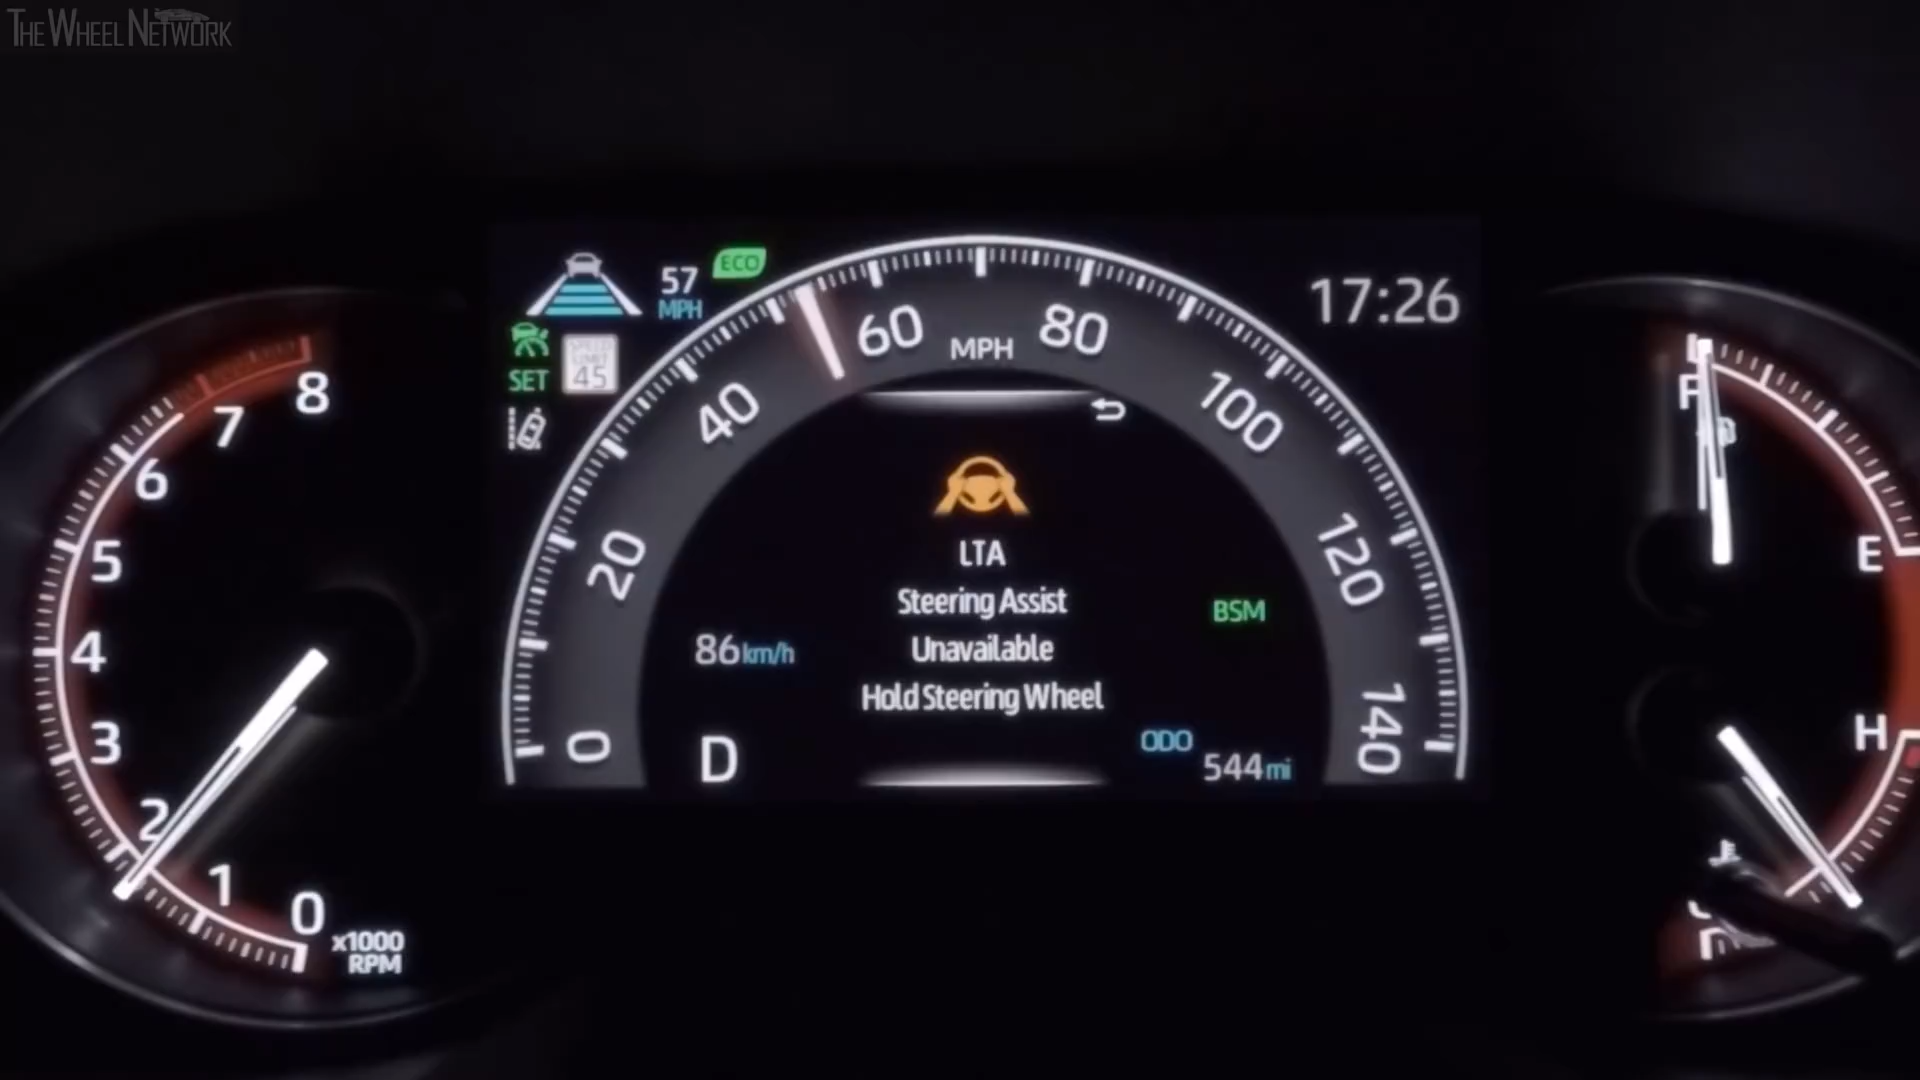 THE WHEEL NETWORK
57
MPH
ECO
SET
SPEED
LIMIT
45
17:26
0
20
40
60
MPH
80
100
120
140
LTA
Steering Assist
Unavailable
Hold Steering Wheel
BSM
86km/h
D
ODO
544mi
8
7
6
5
4
3
2
1
0
x1000
RPM
F
E
H